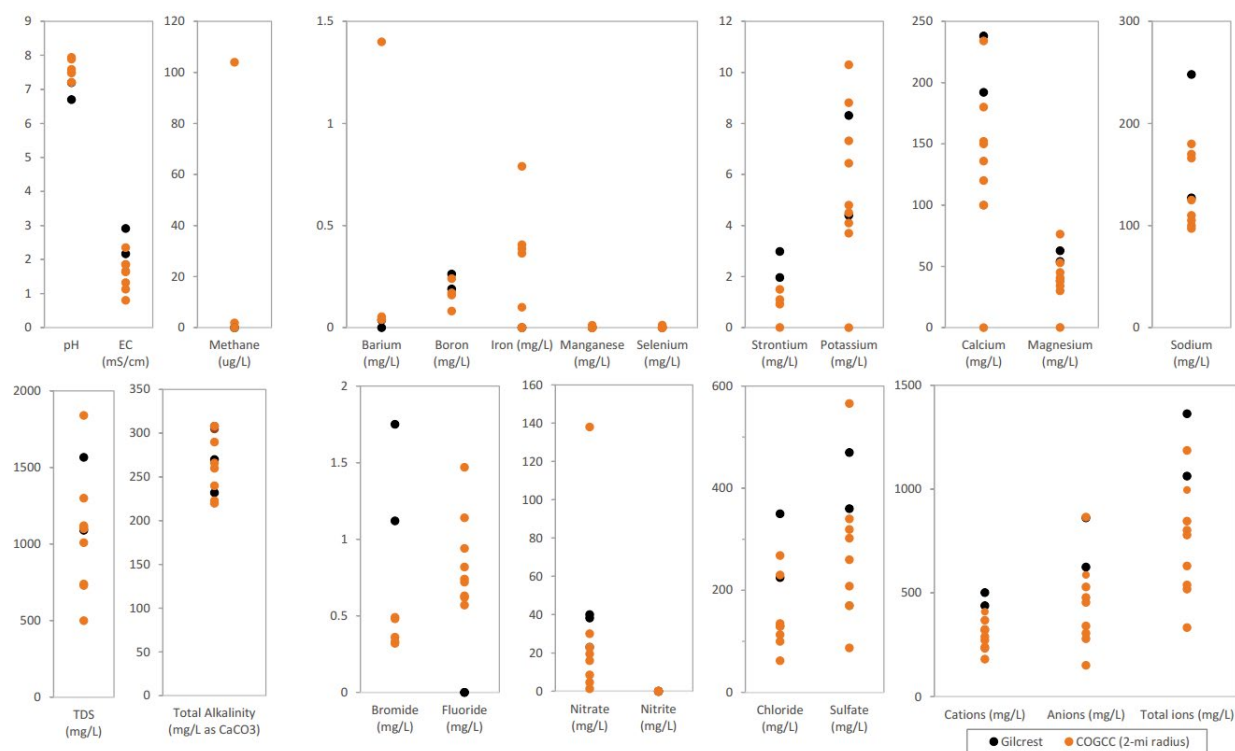 9
8
7
6
5
4
3
2
1
0
pH
EC
(mS/cm)
120
100
80
60
40
20
0
Methane
(ug/L)
1.5
1
0.5
0
Barium
(mg/L)
Boron
(mg/L)
Iron (mg/L)
Manganese
(mg/L)
Selenium
(mg/L)
12
10
8
6
4
2
0
Strontium
(mg/L)
Potassium
(mg/L)
250
200
150
100
50
0
Calcium
(mg/L)
Magnesium
(mg/L)
300
200
100
0
Sodium
(mg/L)
2000
1500
1000
500
0
TDS
(mg/L)
350
300
250
200
150
100
50
0
Total Alkalinity
(mg/L as CaCO3)
2
1.5
1
0.5
0
Bromide
(mg/L)
Fluoride
(mg/L)
160
140
120
100
80
60
40
20
0
Nitrate
(mg/L)
Nitrite
(mg/L)
600
400
200
0
Chloride
(mg/L)
Sulfate
(mg/L)
1500
1000
500
0
Cations (mg/L)
Anions (mg/L)
Total ions (mg/L)
Gilcrest
COGCC (2-mi radius)